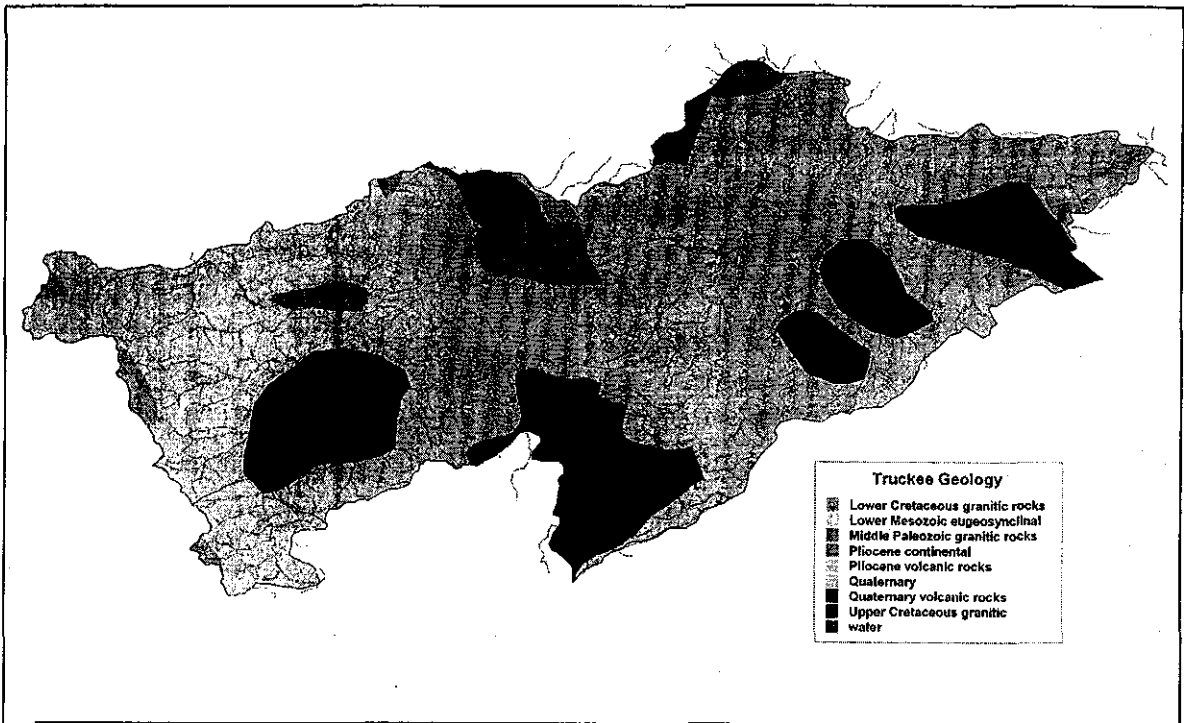 Truckee Geology
Lower Cretaceous granitic rocks
Lower Mesozoic eugeosynclinal
Middle Paleozoic granitic rocks
Pliocene continental
Pliocene volcanic rocks
Quaternary
Quaternary volcanic rocks
Upper Cretaceous granitic
water